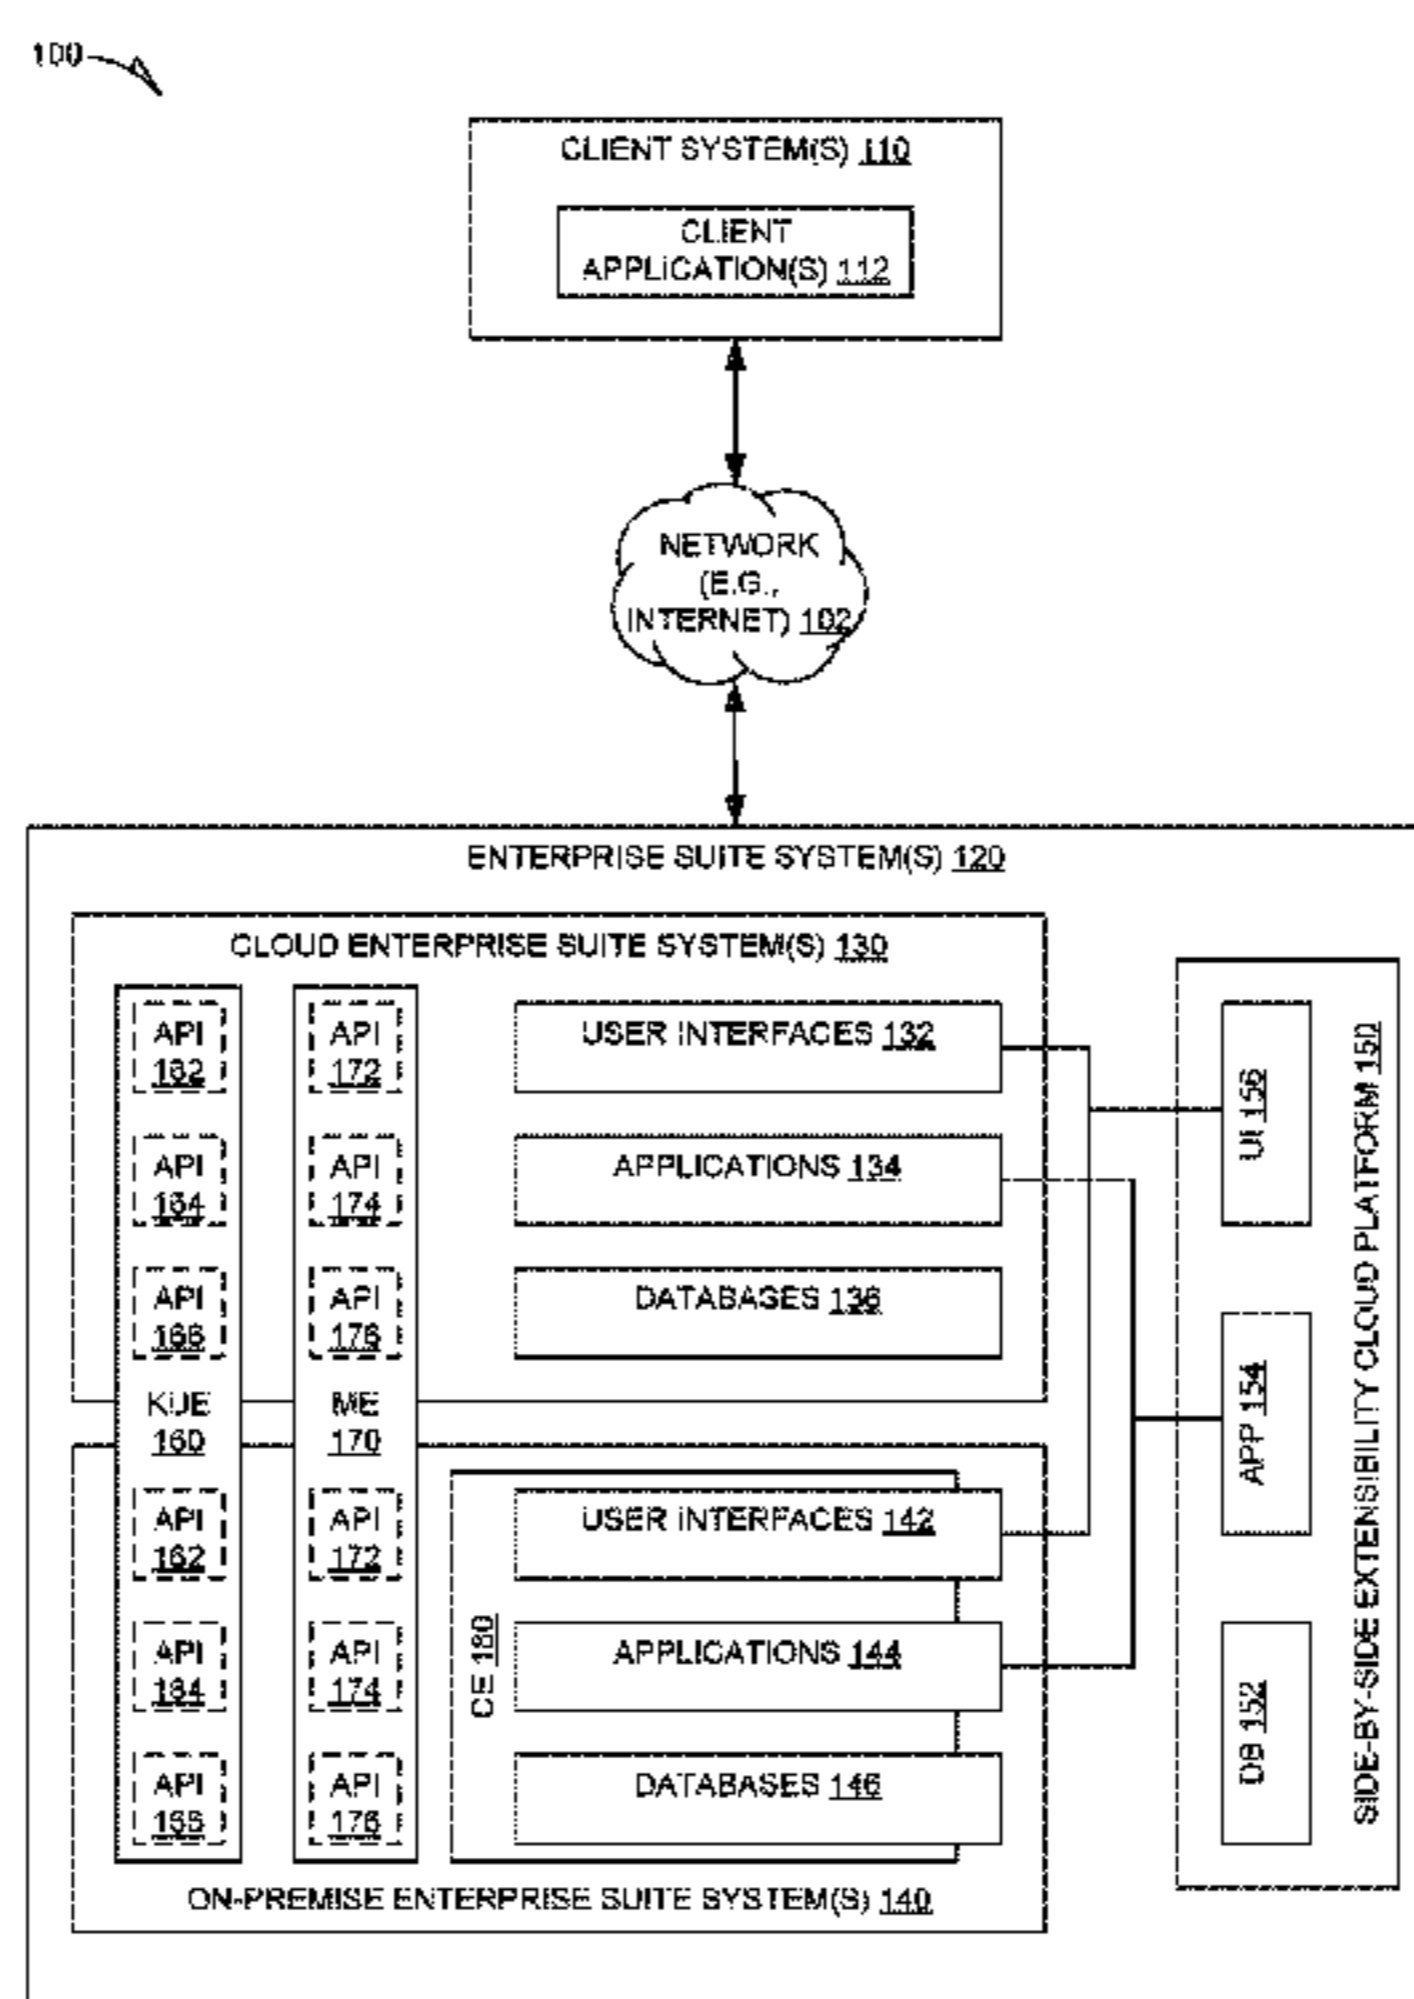 100
CLIENT SYSTEM(S) 110
CLIENT
APPLICATION(S) 112
NETWORK
(E.G.,
INTERNET) 102
ENTERPRISE SUITE SYSTEM(S) 120
CLOUD ENTERPRISE SUITE SYSTEM(S) 130
API
162
API
172
USER INTERFACES 132
API
164
API
174
APPLICATIONS 134
API
166
API
176
DATABASES 136
KUE
160
ME
170
API
162
API
172
USER INTERFACES 142
API
164
API
174
APPLICATIONS 144
API
166
API
176
DATABASES 146
CE 180
ON-PREMISE ENTERPRISE SUITE SYSTEM(S) 140
UI 156
APP 154
DB 152
SIDE-BY-SIDE EXTENSIBILITY CLOUD PLATFORM 150